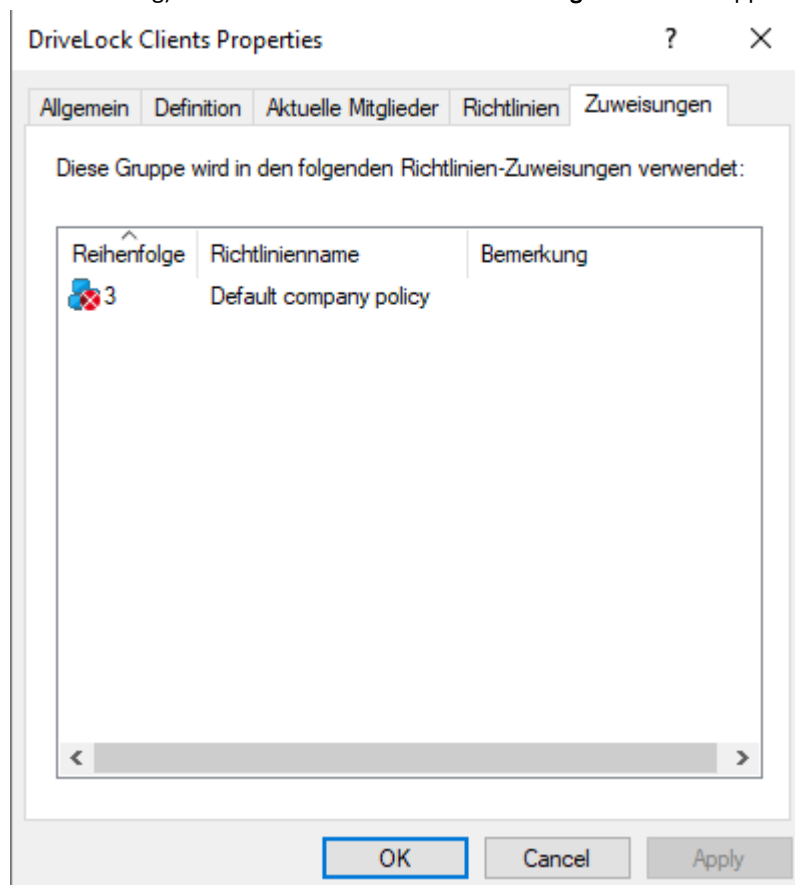 DriveLock Clients Properties ? ×
Allgemein Definition Aktuelle Mitglieder Richtlinien Zuweisungen
Diese Gruppe wird in den folgenden Richtlinien-Zuweisungen verwendet:
Reihenfolge Richtlinienname Bemerkung
3 Default company policy
OK Cancel Apply